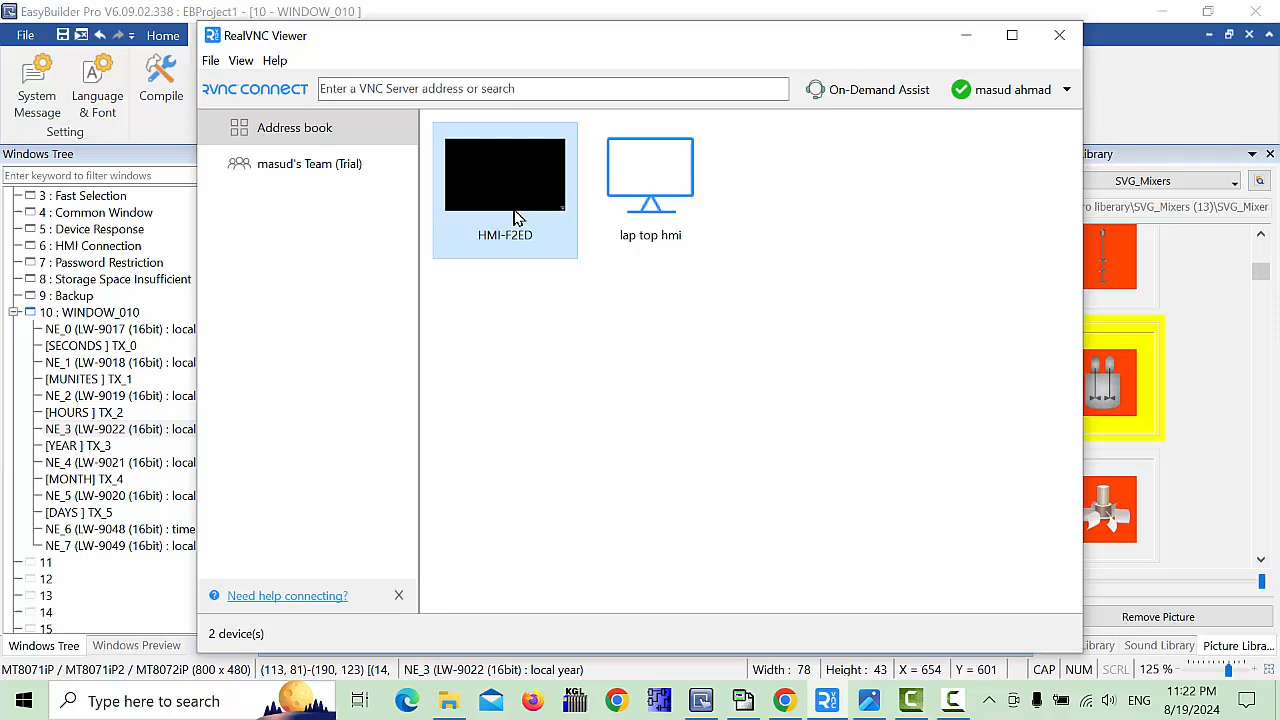 EasyBuilder Pro V6.09.02.338 : EBProject1 - [10 - WINDOW_010 ]
File
Home
System
Message
Language
& Font
Compile
Setting
Windows Tree
Enter keyword to filter windows
3 : Fast Selection
4 : Common Window
5 : Device Response
6 : HMI Connection
7 : Password Restriction
8 : Storage Space Insufficient
9 : Backup
10 : WINDOW_010
NE_0 (LW-9017 (16bit) : local
[SECONDS ] TX_0
NE_1 (LW-9018 (16bit) : local
[MUNITES ] TX_1
NE_2 (LW-9019 (16bit) : local
[HOURS ] TX_2
NE_3 (LW-9022 (16bit) : local
[YEAR ] TX_3
NE_4 (LW-9021 (16bit) : local
[MONTH] TX_4
NE_5 (LW-9020 (16bit) : local
[DAYS ] TX_5
NE_6 (LW-9048 (16bit) : time
NE_7 (LW-9049 (16bit) : local
11
12
13
14
15
Windows Tree
Windows Preview
RealVNC Viewer
File
View
Help
RVNC CONNECT
Enter a VNC Server address or search
On-Demand Assist
masud ahmad
Address book
masud's Team (Trial)
HMI-F2ED
lap top hmi
Need help connecting?
2 device(s)
ibrary
SVG_Mixers
ro liberary\SVG_Mixers (13)\SVG_Mixer
Remove Picture
ibrary
Sound Library
Picture Libra...
MT8071iP / MT8071iP2 / MT8072iP (800 x 480)
(113, 81)-(190, 123) [(14,
NE_3 (LW-9022 (16bit) : local year)
Width : 78
Height : 43
X = 654
Y = 601
CAP
NUM
SCRL
125 %
Type here to search
KGL
ENG
11:22 PM
8/19/2024